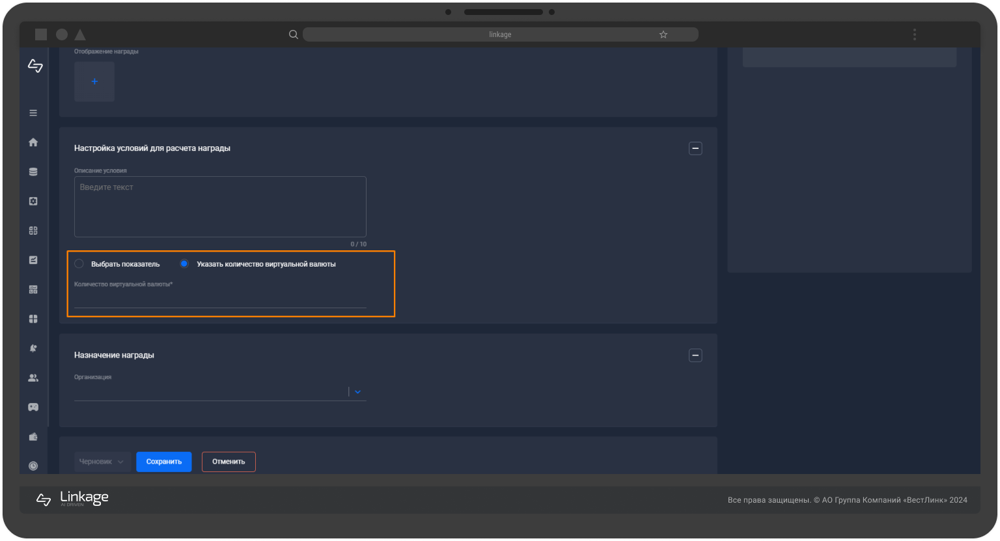 linkage
Отображение награды
Настройка условий для расчета награды
Описание условия
Введите текст
0 / 10
Выбрать показатель
Указать количество виртуальной валюты
Количество виртуальной валюты*
Назначение награды
Организация
Черновик
Сохранить
Отменить
Linkage
AI DRIVEN
Все права защищены. © АО Группа Компаний «ВестЛинк» 2024